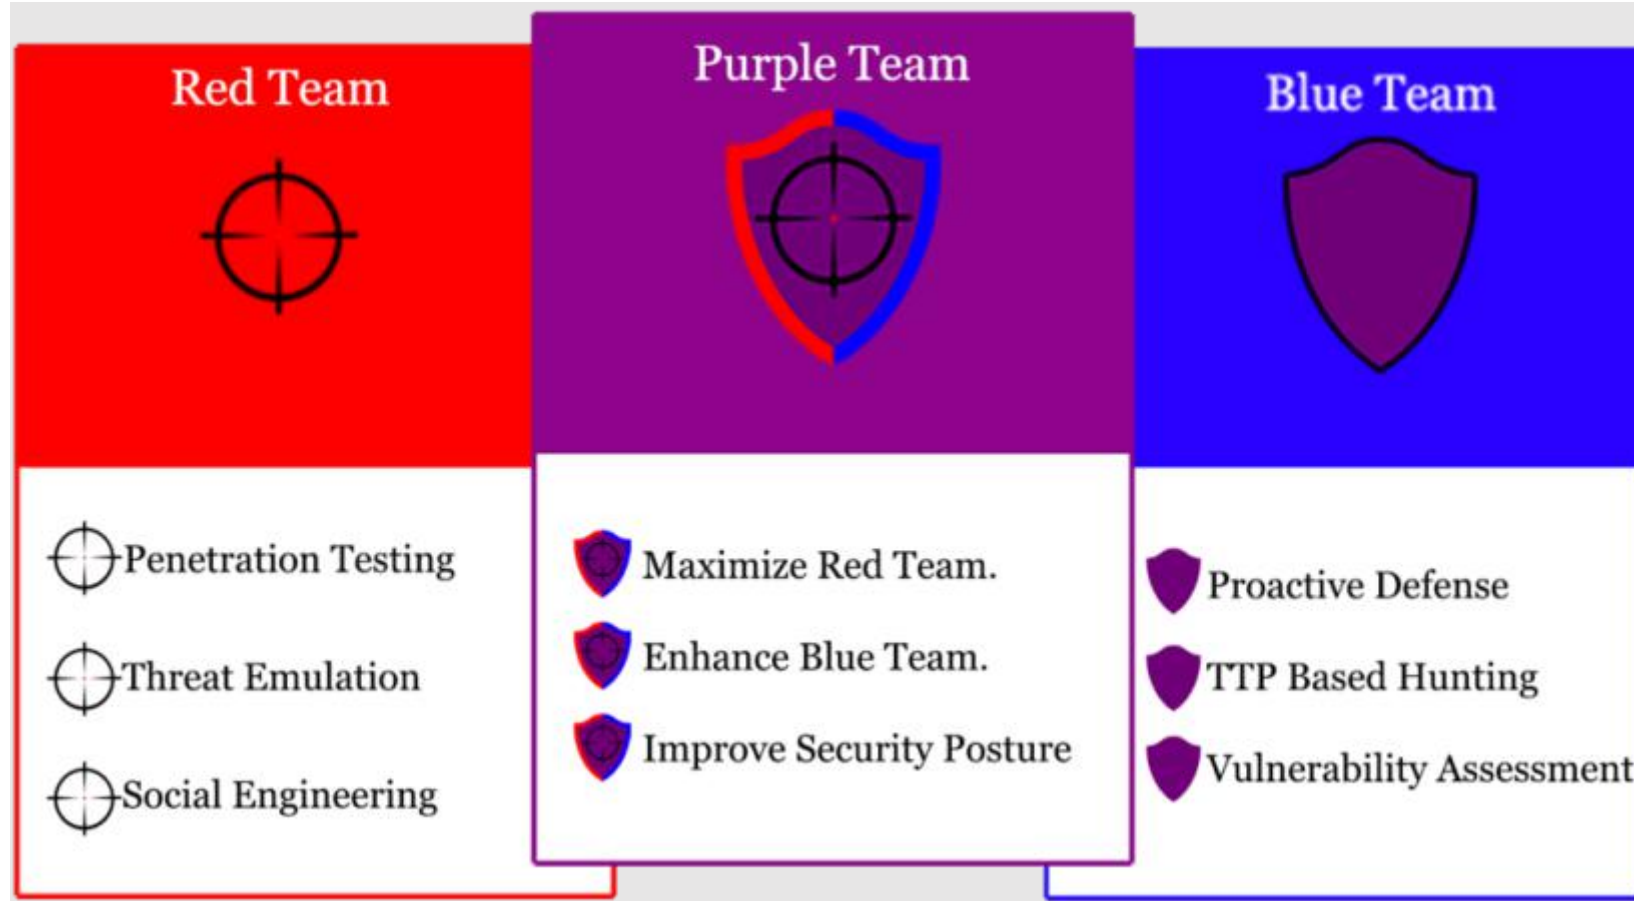 Red Team
Penetration Testing
Threat Emulation
Social Engineering
Purple Team
Maximize Red Team.
Enhance Blue Team.
Improve Security Posture
Blue Team
Proactive Defense
TTP Based Hunting
Vulnerability Assessment